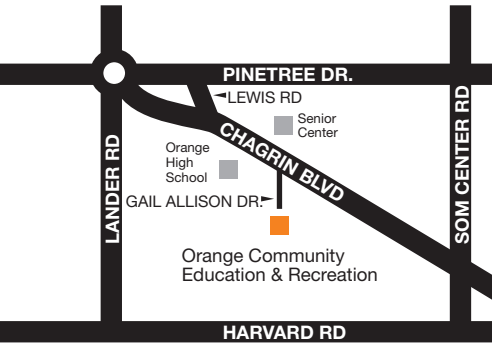 PINETREE DR.
LEWIS RD
Senior
Center
CHAGRIN BLVD
Orange
High
School
LANDER RD
SOM CENTER RD
GAIL ALLISON DR.
Orange Community
Education & Recreation
HARVARD RD